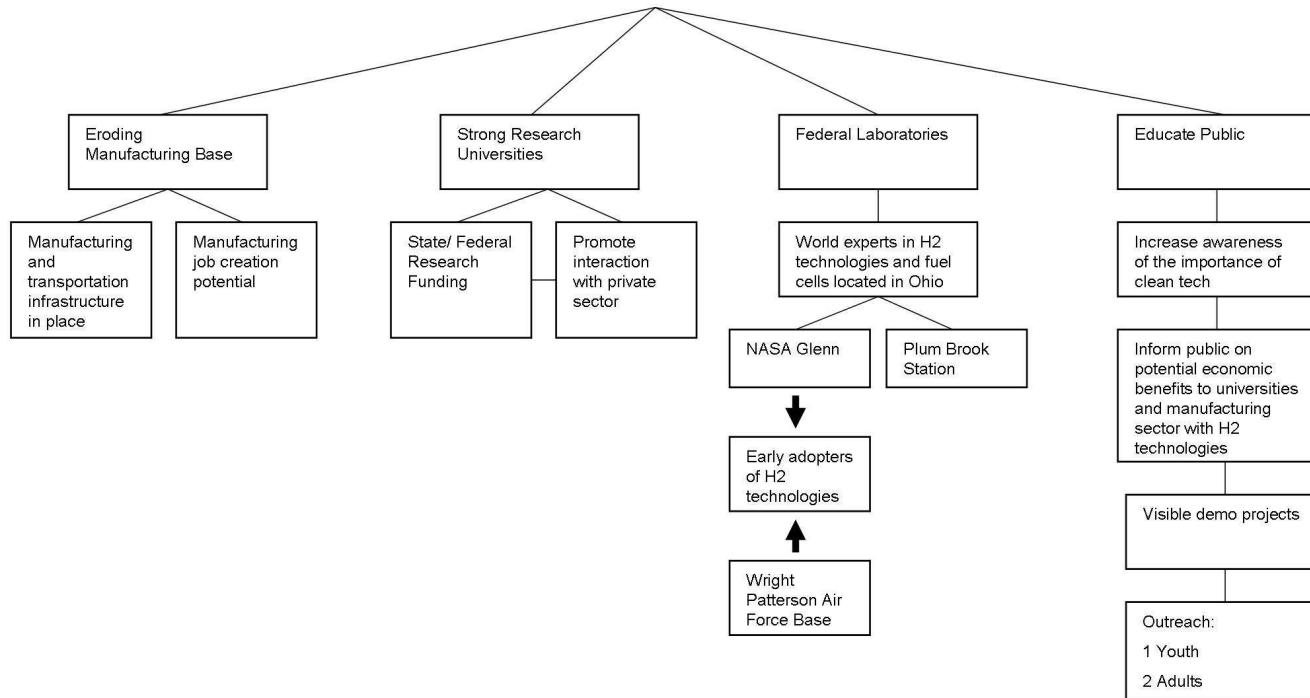 Eroding
Manufacturing Base
Strong Research
Universities
Federal Laboratories
Educate Public
Manufacturing
and
transportation
infrastructure
in place
Manufacturing
job creation
potential
State/ Federal
Research
Funding
Promote
interaction
with private
sector
World experts in H2
technologies and fuel
cells located in Ohio
Increase awareness
of the importance of
clean tech
NASA Glenn
Plum Brook
Station
Inform public on
potential economic
benefits to universities
and manufacturing
sector with H2
technologies
Early adopters
of H2
technologies
Visible demo projects
Wright
Patterson Air
Force Base
Outreach:
1 Youth
2 Adults